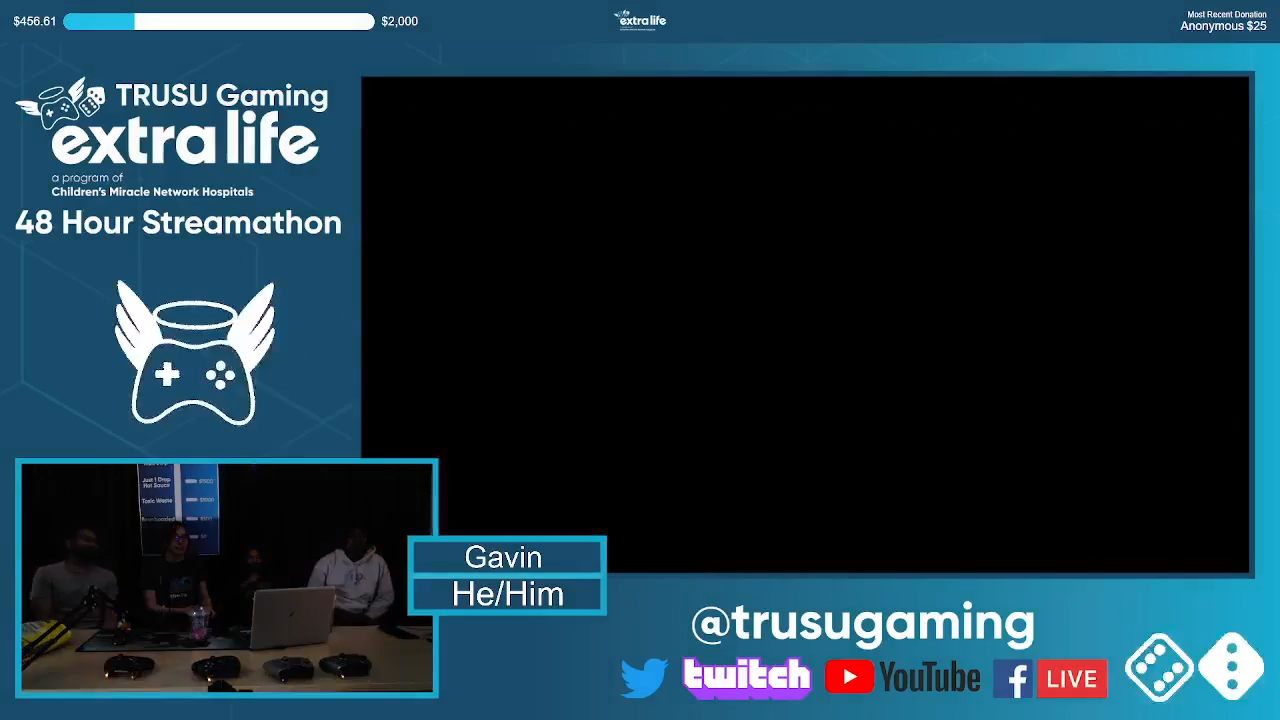 $456.61
$2,000
extra life
Most Recent Donation
Anonymous $25
TRUSU Gaming
extra life
a program of
Children's Miracle Network Hospitals
48 Hour Streamathon
Just 1 Drop
Hot Sauce
Toxic Waste
Gavin
He/Him
@trusugaming
twitch
YouTube
f LIVE